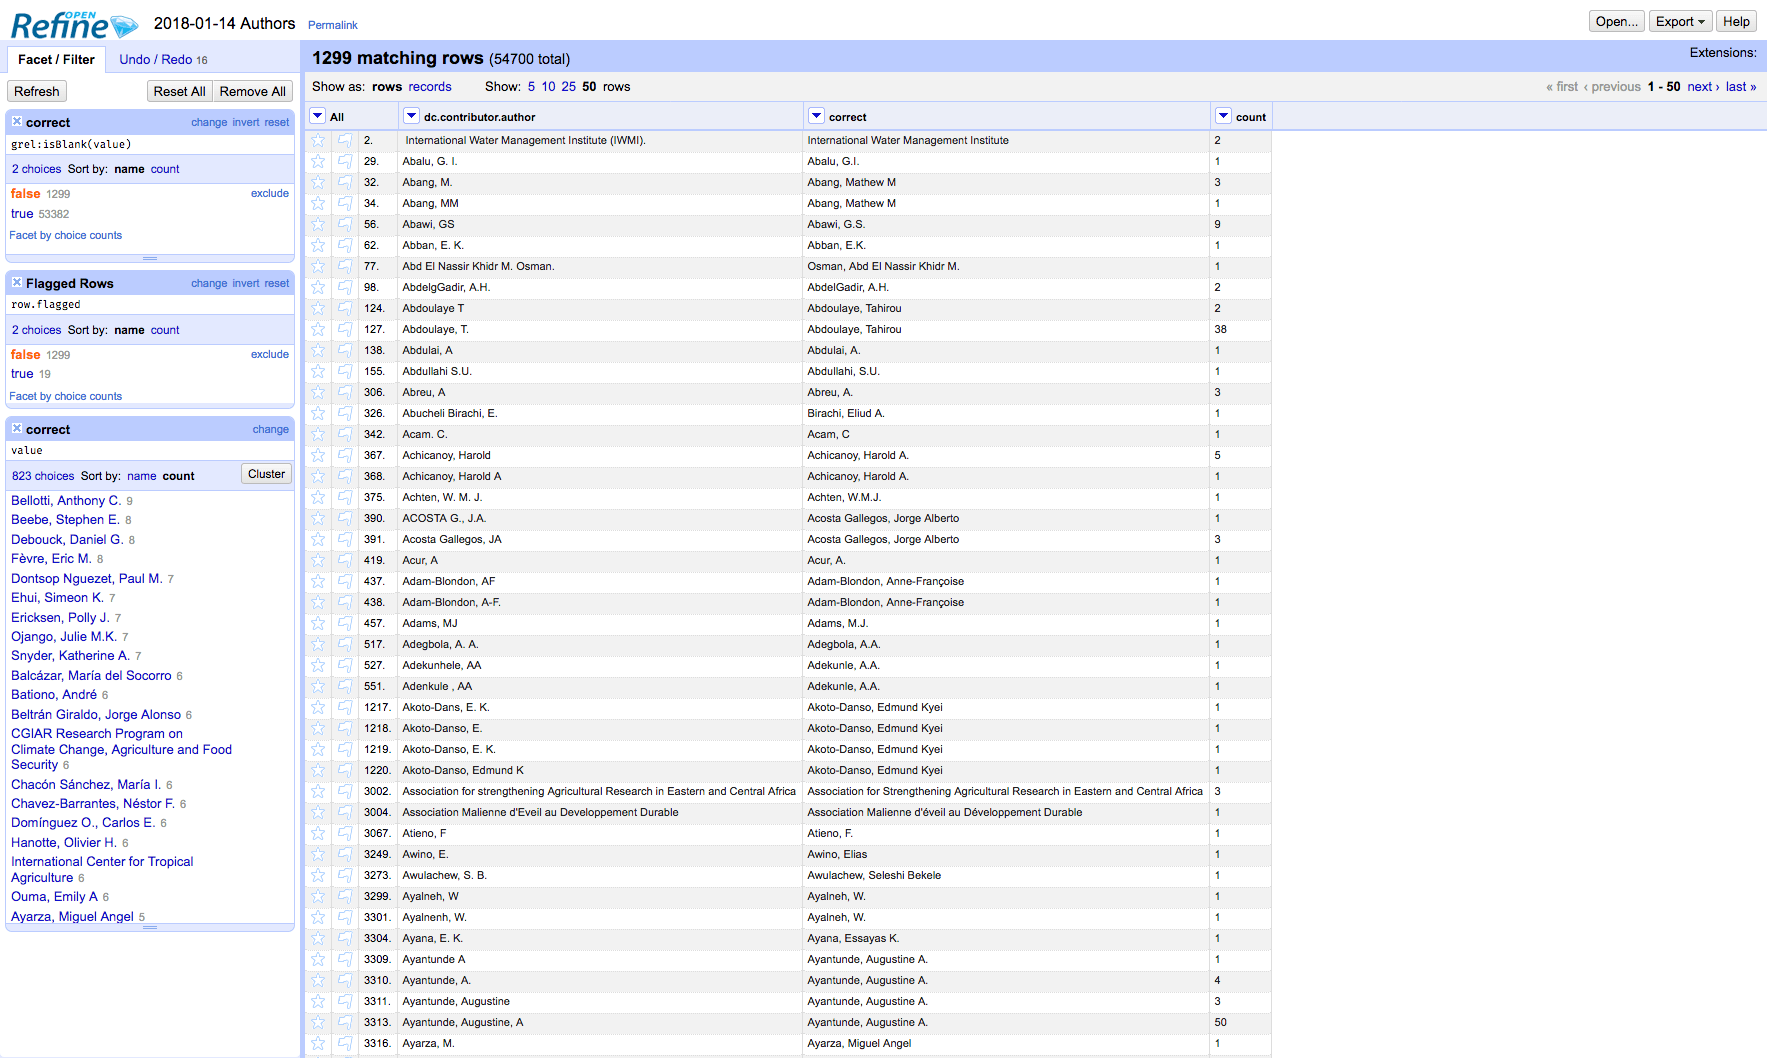 OPEN
Refine
2018-01-14 Authors Permalink
Open... Export Help
Facet / Filter Undo / Redo 16
Refresh Reset All Remove All
correct change invert reset
grel:isBlank(value)
2 choices Sort by: name count
false 1299 exclude
true 53382
Facet by choice counts
Flagged Rows change invert reset
row.flagged
2 choices Sort by: name count
false 1299 exclude
true 19
Facet by choice counts
correct change
value
823 choices Sort by: name count Cluster
Bellotti, Anthony C. 9
Beebe, Stephen E. 8
Debouck, Daniel G. 8
Fèvre, Eric M. 8
Dontsop Nguezet, Paul M. 7
Ehui, Simeon K. 7
Ericksen, Polly J. 7
Ojango, Julie M.K. 7
Snyder, Katherine A. 7
Balcázar, María del Socorro 6
Bationo, André 6
Beltrán Giraldo, Jorge Alonso 6
CGIAR Research Program on
Climate Change, Agriculture and Food
Security 6
Chacón Sánchez, María I. 6
Chavez-Barrantes, Néstor F. 6
Domínguez O., Carlos E. 6
Hanotte, Olivier H. 6
International Center for Tropical
Agriculture 6
Ouma, Emily A 6
Ayarza, Miguel Angel 5
1299 matching rows (54700 total) Extensions:
Show as: rows records Show: 5 10 25 50 rows « first ‹ previous 1 - 50 next › last »
All dc.contributor.author correct count
2. International Water Management Institute (IWMI). International Water Management Institute 2
29. Abalu, G. I. Abalu, G.I. 1
32. Abang, M. Abang, Mathew M 3
34. Abang, MM Abang, Mathew M 1
56. Abawi, GS Abawi, G.S. 9
62. Abban, E. K. Abban, E.K. 1
77. Abd El Nassir Khidr M. Osman. Osman, Abd El Nassir Khidr M. 1
98. AbdelgGadir, A.H. AbdelGadir, A.H. 2
124. Abdoulaye T Abdoulaye, Tahirou 2
127. Abdoulaye, T. Abdoulaye, Tahirou 38
138. Abdulai, A Abdulai, A. 1
155. Abdullahi S.U. Abdullahi, S.U. 1
306. Abreu, A Abreu, A. 3
326. Abucheli Birachi, E. Birachi, Eliud A. 1
342. Acam. C. Acam, C 1
367. Achicanoy, Harold Achicanoy, Harold A. 5
368. Achicanoy, Harold A Achicanoy, Harold A. 1
375. Achten, W. M. J. Achten, W.M.J. 1
390. ACOSTA G., J.A. Acosta Gallegos, Jorge Alberto 1
391. Acosta Gallegos, JA Acosta Gallegos, Jorge Alberto 3
419. Acur, A Acur, A. 1
437. Adam-Blondon, AF Adam-Blondon, Anne-Françoise 1
438. Adam-Blondon, A-F. Adam-Blondon, Anne-Françoise 1
457. Adams, MJ Adams, M.J. 1
517. Adegbola, A. A. Adegbola, A.A. 1
527. Adekunhele, AA Adekunle, A.A. 1
551. Adenkule , AA Adekunle, A.A. 1
1217. Akoto-Dans, E. K. Akoto-Danso, Edmund Kyei 1
1218. Akoto-Danso, E. Akoto-Danso, Edmund Kyei 1
1219. Akoto-Danso, E. K. Akoto-Danso, Edmund Kyei 1
1220. Akoto-Danso, Edmund K Akoto-Danso, Edmund Kyei 1
3002. Association for strengthening Agricultural Research in Eastern and Central Africa Association for Strengthening Agricultural Research in Eastern and Central Africa 3
3004. Association Malienne d'Eveil au Developpement Durable Association Malienne d'éveil au Développement Durable 1
3067. Atieno, F Atieno, F. 1
3249. Awino, E. Awino, Elias 1
3273. Awulachew, S. B. Awulachew, Seleshi Bekele 1
3299. Ayalneh, W Ayalneh, W. 1
3301. Ayalnenh, W. Ayalneh, W. 1
3304. Ayana, E. K. Ayana, Essayas K. 1
3309. Ayantunde A Ayantunde, Augustine A. 1
3310. Ayantunde, A. Ayantunde, Augustine A. 4
3311. Ayantunde, Augustine Ayantunde, Augustine A. 3
3313. Ayantunde, Augustine, A Ayantunde, Augustine A. 50
3316. Ayarza, M. Ayarza, Miguel Angel 1